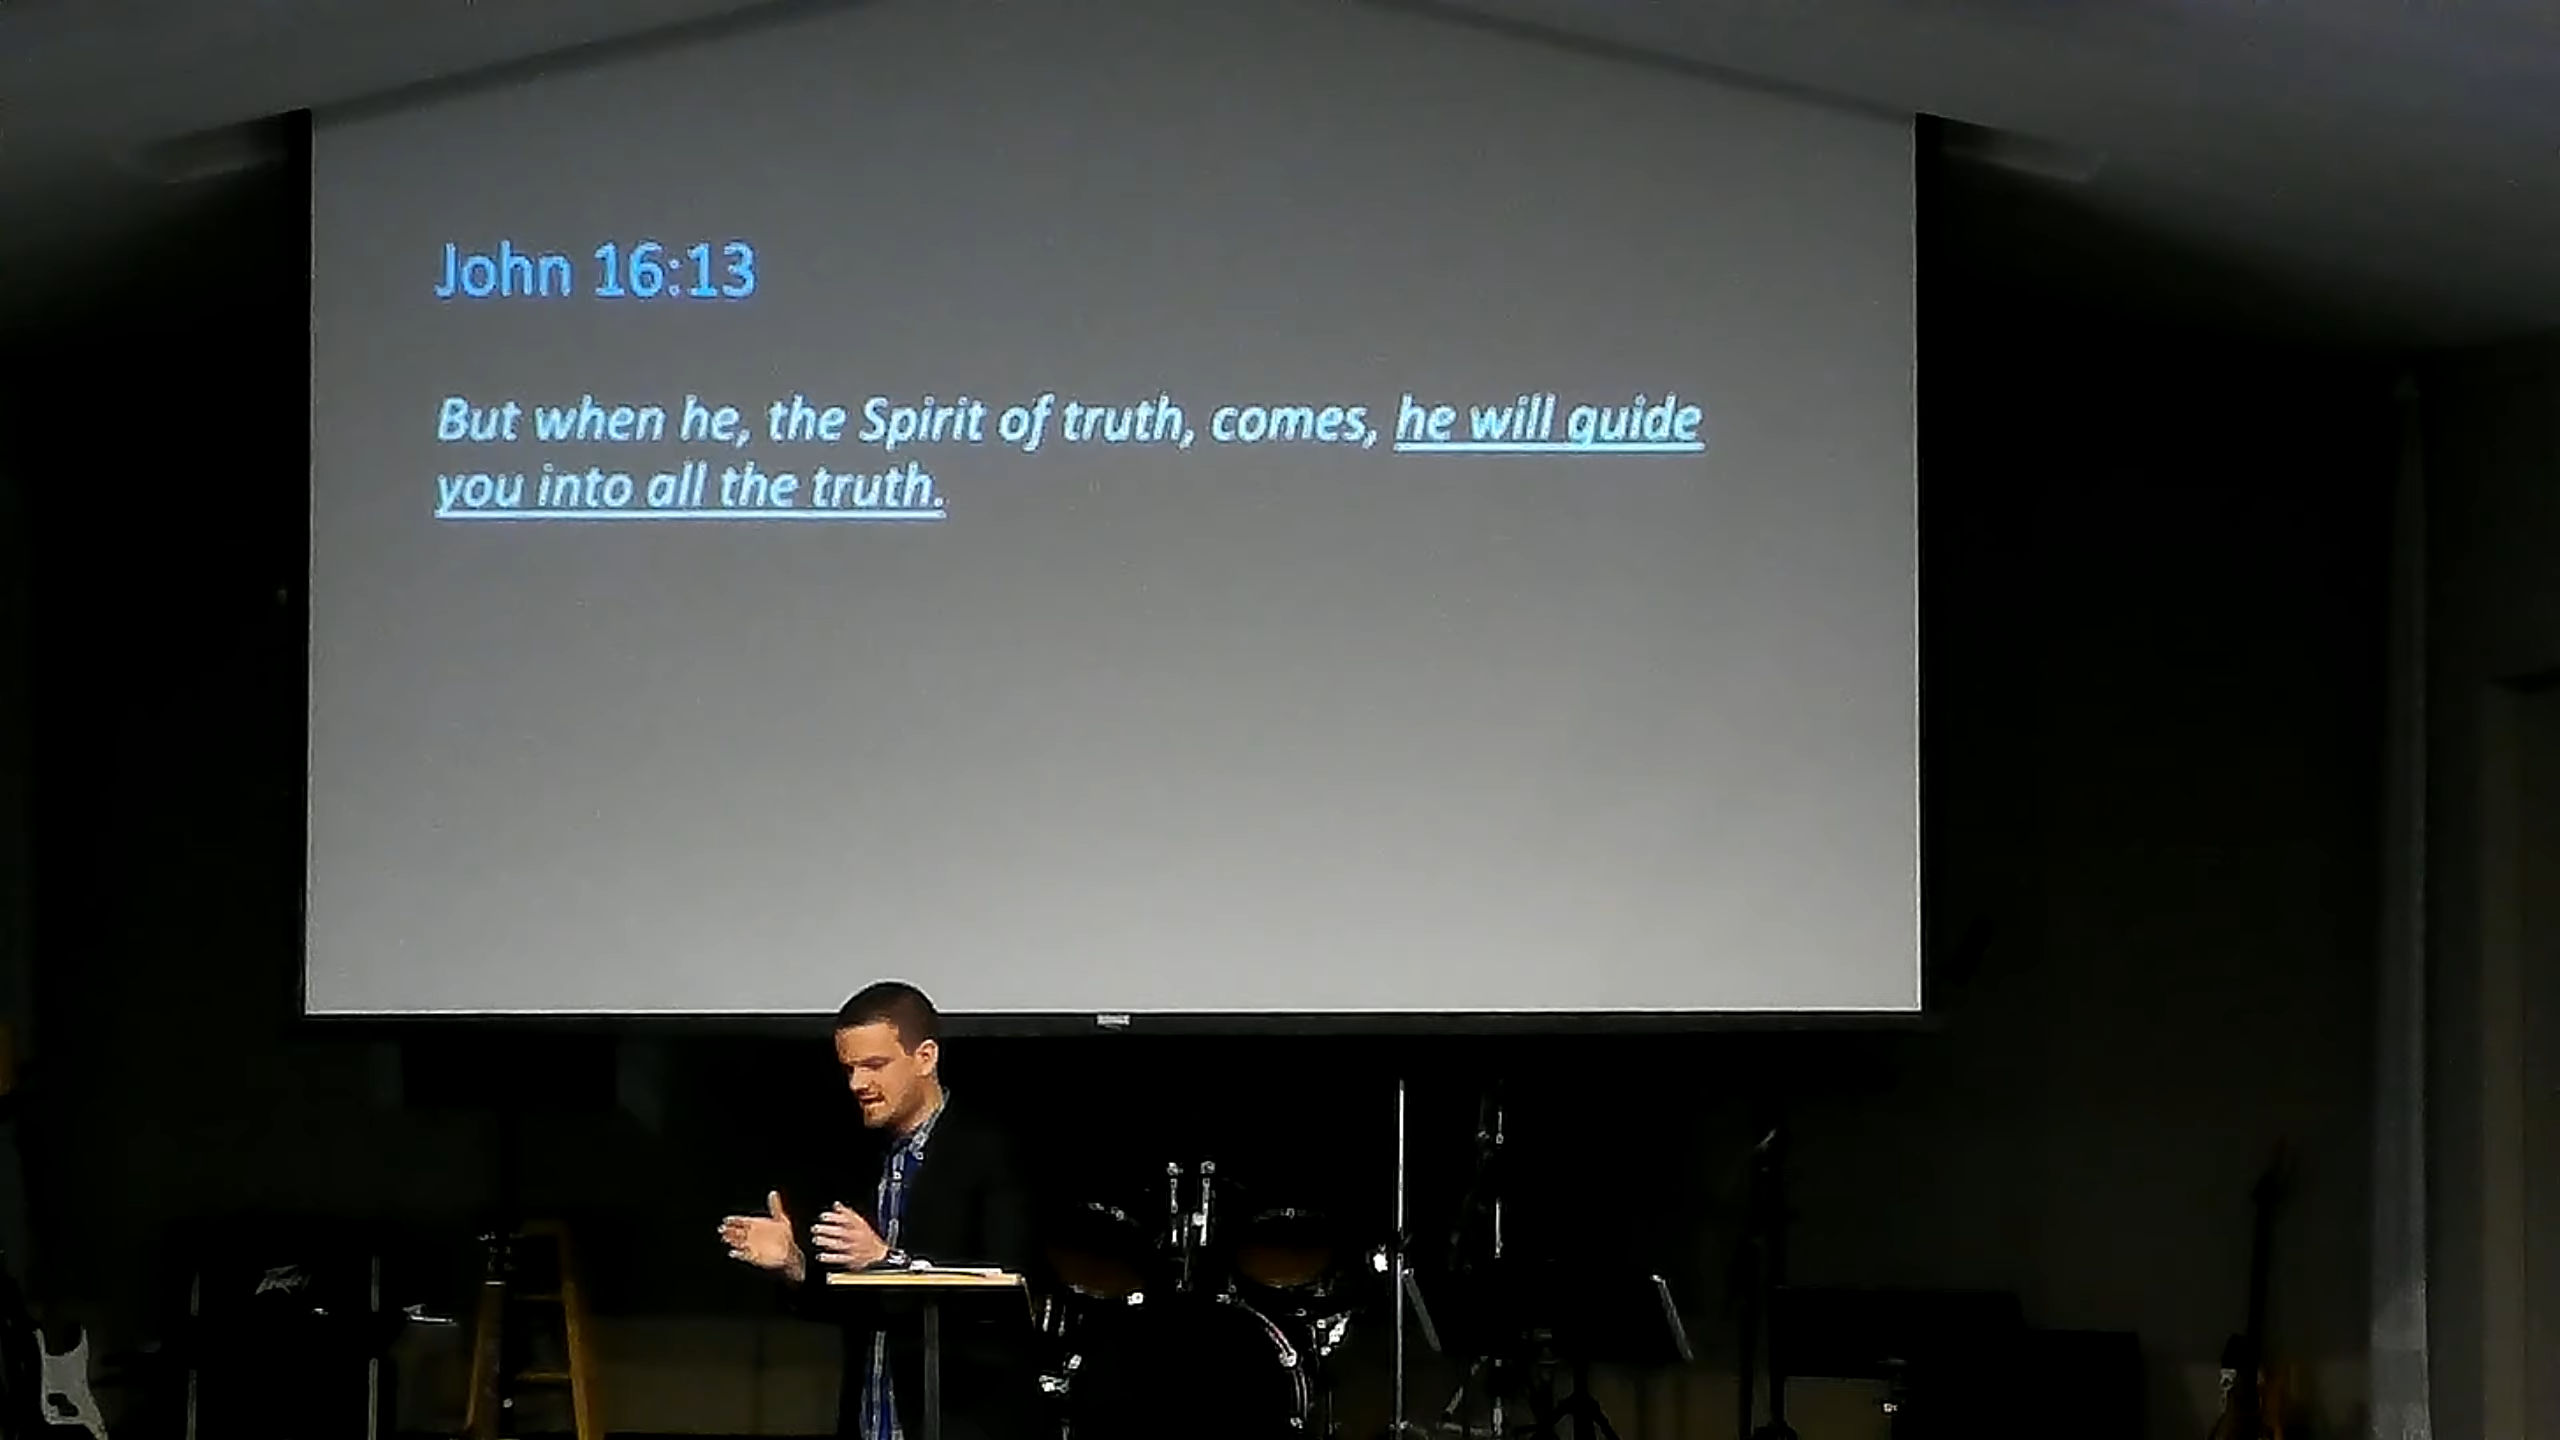 John 16:13
But when he, the Spirit of truth, comes, he will guide
you into all the truth.
Peavey